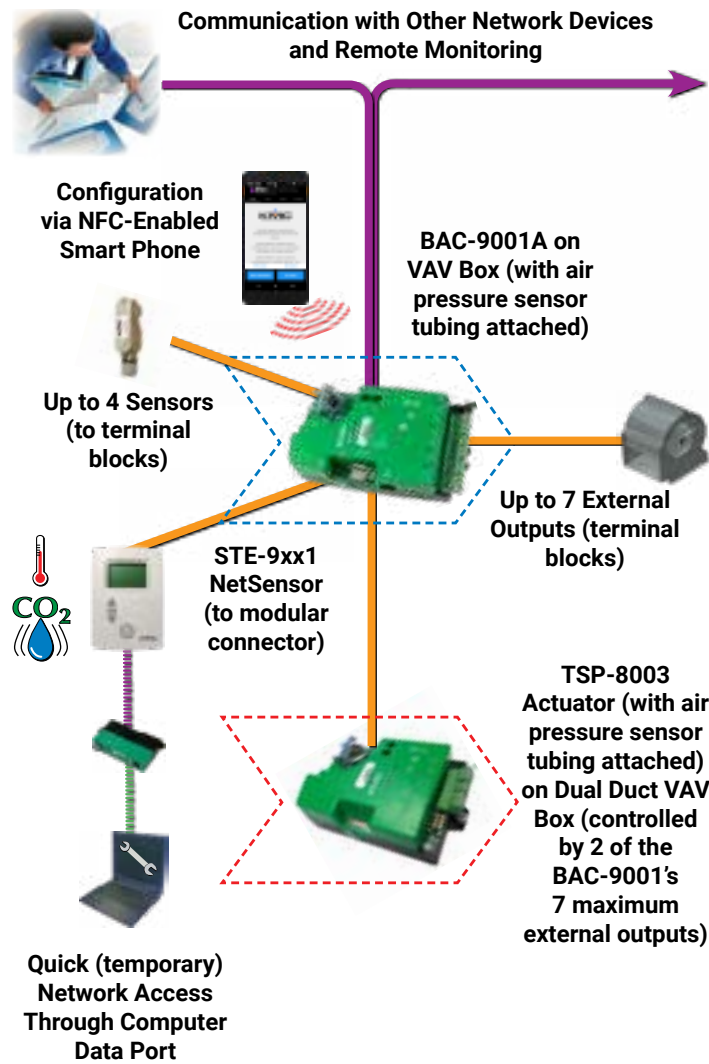 Communication with Other Network Devices
and Remote Monitoring
Configuration
via NFC-Enabled
Smart Phone
BAC-9001A on
VAV Box (with air
pressure sensor
tubing attached)
Up to 4 Sensors
(to terminal
blocks)
Up to 7 External
Outputs (terminal
blocks)
STE-9xx1
NetSensor
(to modular
connector)
CO2
TSP-8003
Actuator (with air
pressure sensor
tubing attached)
on Dual Duct VAV
Box (controlled
by 2 of the
BAC-9001's
7 maximum
external outputs)
Quick (temporary)
Network Access
Through Computer
Data Port